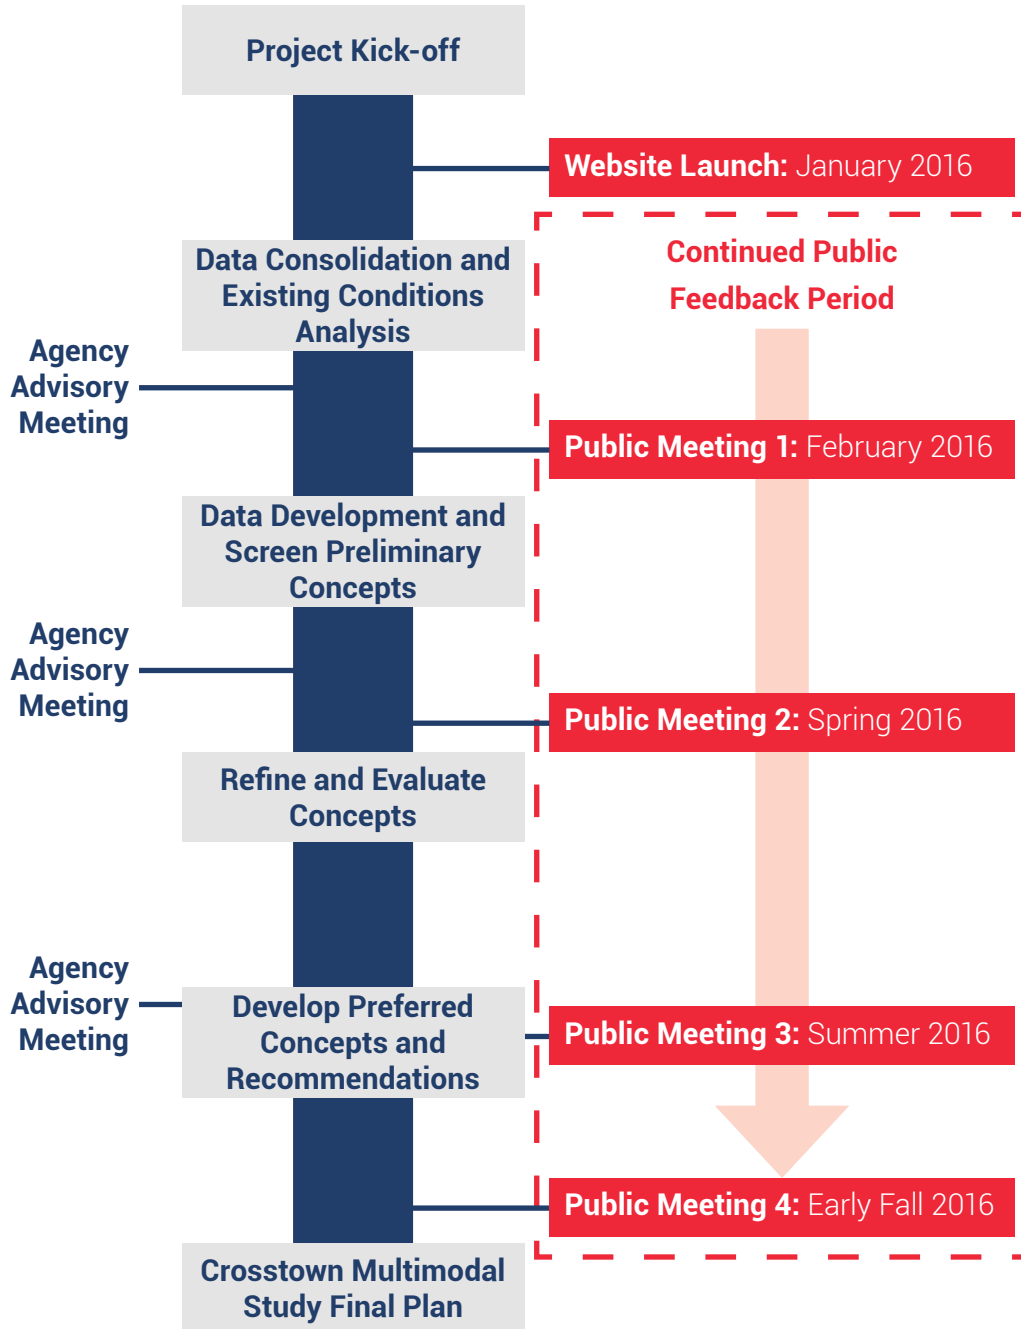 Project Kick-off
Website Launch: January 2016
Continued Public
Feedback Period
Data Consolidation and
Existing Conditions
Analysis
Agency
Advisory
Meeting
Public Meeting 1: February 2016
Data Development and
Screen Preliminary
Concepts
Agency
Advisory
Meeting
Public Meeting 2: Spring 2016
Refine and Evaluate
Concepts
Agency
Advisory
Meeting
Develop Preferred
Concepts and
Recommendations
Public Meeting 3: Summer 2016
Public Meeting 4: Early Fall 2016
Crosstown Multimodal
Study Final Plan